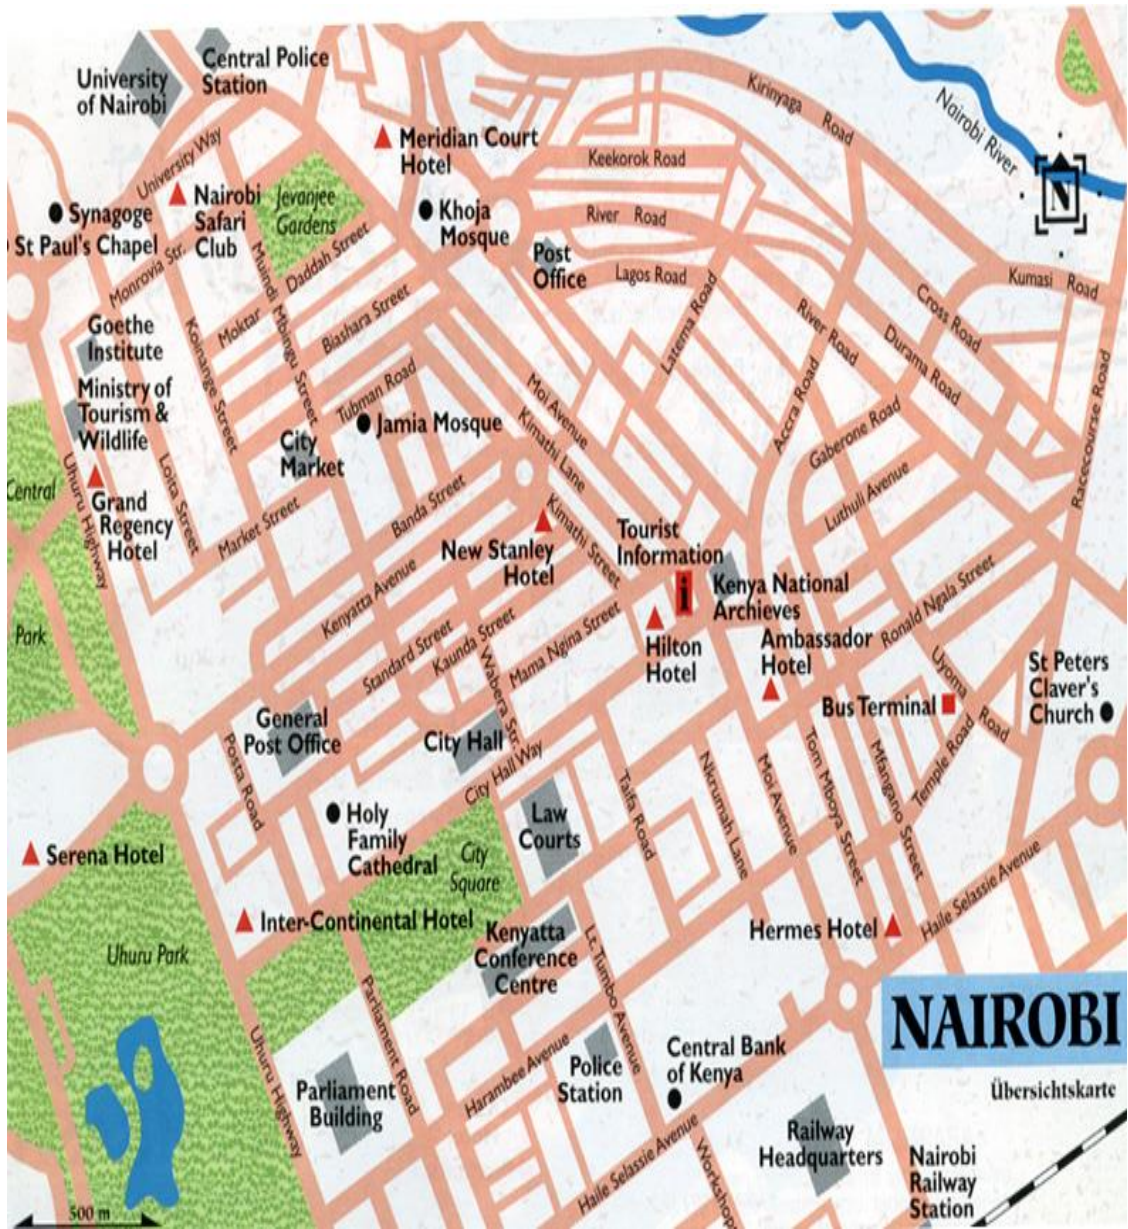 University
of Nairobi
Central Police
Station
Kirinyaga Road
Nairobi River
N
University Way
Meridian Court
Hotel
Keekorok Road
Synagoge
St Paul's Chapel
Nairobi
Safari
Club
Jevanjee
Gardens
Khoja
Mosque
River Road
Post
Office
Lagos Road
Kumasi Road
Monrovia Str.
Muindi Mbingu Street
Moktar Daddah Street
Biashara Street
Koinange Street
Goethe
Institute
Ministry of
Tourism &
Wildlife
Tubman Road
Jamia Mosque
City
Market
Moi Avenue
Kimathi Lane
Latema Road
River Road
Accra Road
Cross Road
Duruma Road
Gaberone Road
Luthuli Avenue
Racecourse Road
Central
Park
Uhuru Highway
Grand
Regency
Hotel
Loita Street
Market Street
Banda Street
Kenyatta Avenue
New Stanley
Hotel
Kimathi Street
Tourist
Information
i
Kenya National
Archieves
Hilton
Hotel
Ambassador
Hotel
Ronald Ngala Street
Uyoma Road
Bus Terminal
St Peters
Claver's
Church
Standard Street
Kaunda Street
Wabera Str.
Mama Ngina Street
General
Post Office
Posta Road
City Hall
City Hall Way
Taifa Road
Nkrumah Lane
Moi Avenue
Tom Mboya Street
Mfangano Street
Temple Road
Serena Hotel
Holy
Family
Cathedral
City
Square
Law
Courts
Inter-Continental Hotel
Uhuru Park
Kenyatta
Conference
Centre
Lt. Tumbo Avenue
Hermes Hotel
Haile Selassie Avenue
NAIROBI
Übersichtskarte
Uhuru Highway
Parliament Road
Parliament
Building
Harambee Avenue
Police
Station
Central Bank
of Kenya
Haile Selassie Avenue
Railway
Headquarters
Nairobi
Railway
Station
500 m